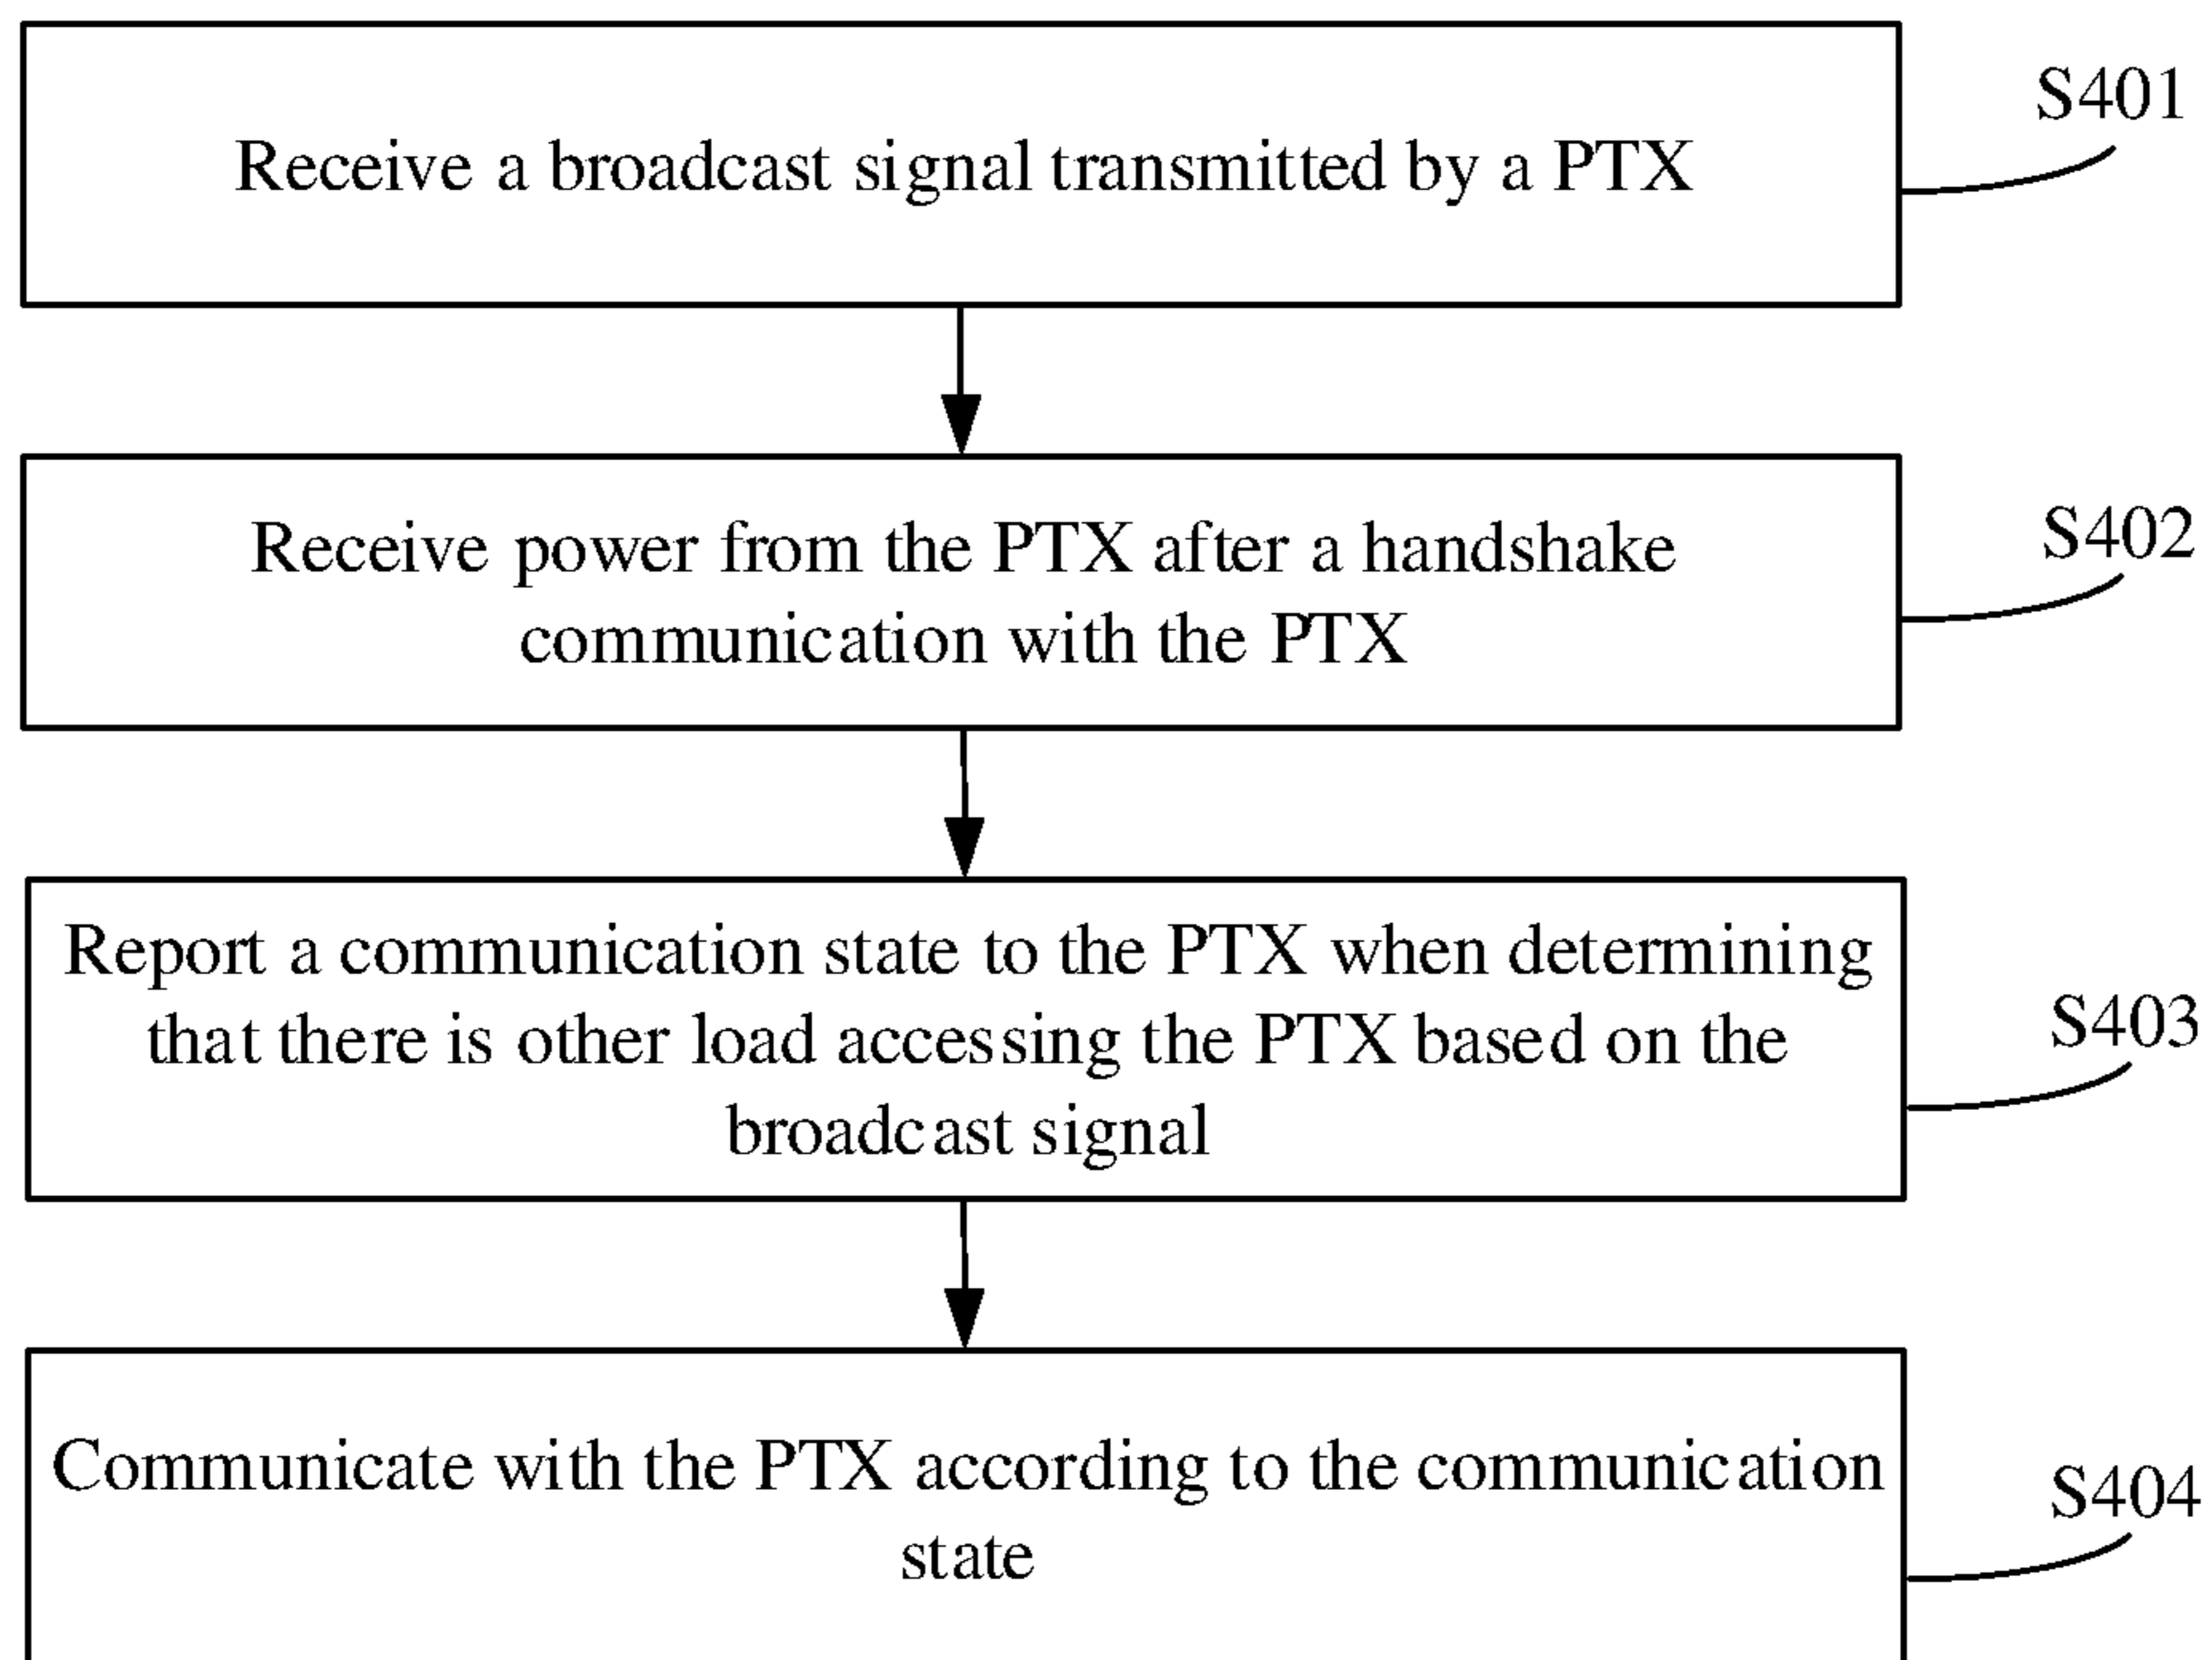 Receive a broadcast signal transmitted by a PTX
S401
Receive power from the PTX after a handshake
communication with the PTX
S402
Report a communication state to the PTX when determining
that there is other load accessing the PTX based on the
broadcast signal
S403
Communicate with the PTX according to the communication
state
S404